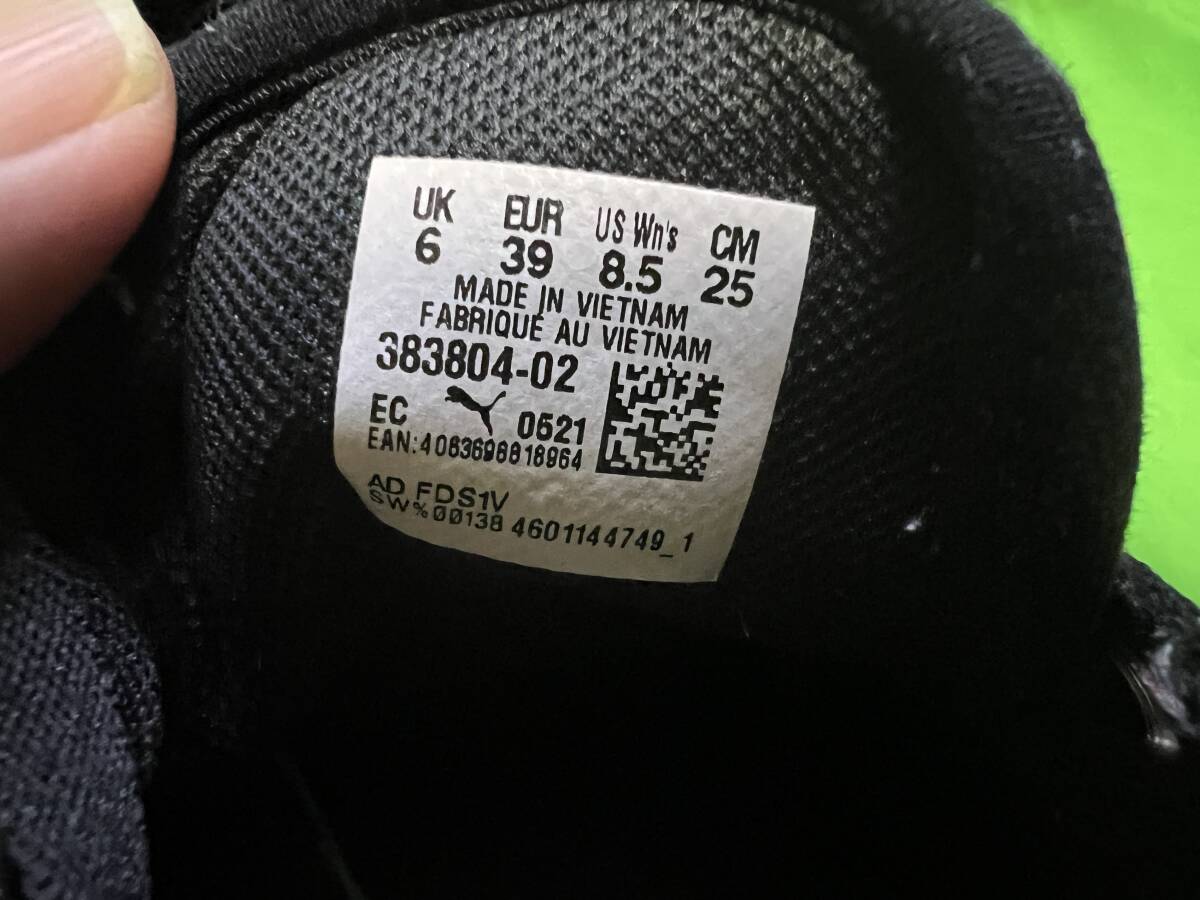 UK EUR US Wn's CM
6 39 8.5 25
MADE IN VIETNAM
FABRIQUÉ AU VIETNAM
383804-02
EC 0521
EAN:4063698818964
AD FDS1V
SW%00138 4601144749_1